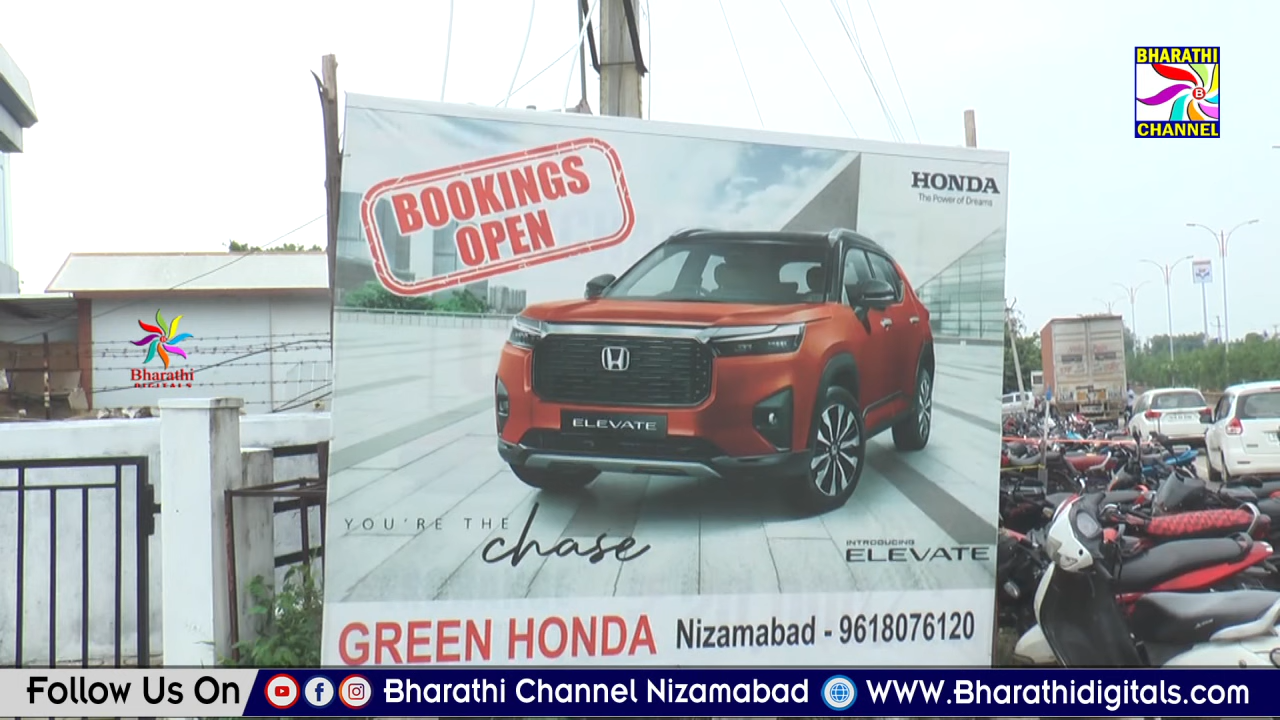 BHARATHI
CHANNEL
BOOKINGS
OPEN
HONDA
The Power of Dreams
Bharathi
DIGITALS
ELEVATE
YOU'RE THE
chase
INTRODUCING
ELEVATE
GREEN HONDA Nizamabad - 9618076120
Follow Us On Bharathi Channel Nizamabad WWW.Bharathidigitals.com